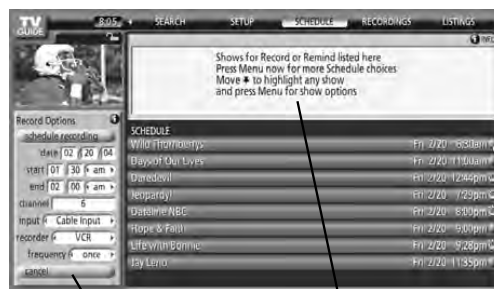 TV GUIDE 8:05 SEARCH SETUP SCHEDULE RECORDINGS LISTINGS
INFO
Shows for Record or Remind listed here
Press Menu now for more Schedule choices
Move to highlight any show
and press Menu for show options
Record Options
schedule recording
date 02 / 20 / 04
start 01 : 30 am
end 02 : 00 am
channel 6
input Cable Input
recorder VCR
frequency once
cancel
SCHEDULE
Wild Thornberrys Fri 2/20 6:30am
Days of Our Lives Fri 2/20 11:00am
Daredevil Fri 2/20 12:44pm
Jeopardy! Fri 2/20 7:29pm
Dateline NBC Fri 2/20 8:00pm
Hope & Faith Fri 2/20 9:00pm
Life with Bonnie Fri 2/20 9:28pm
Jay Leno Fri 2/20 11:35pm